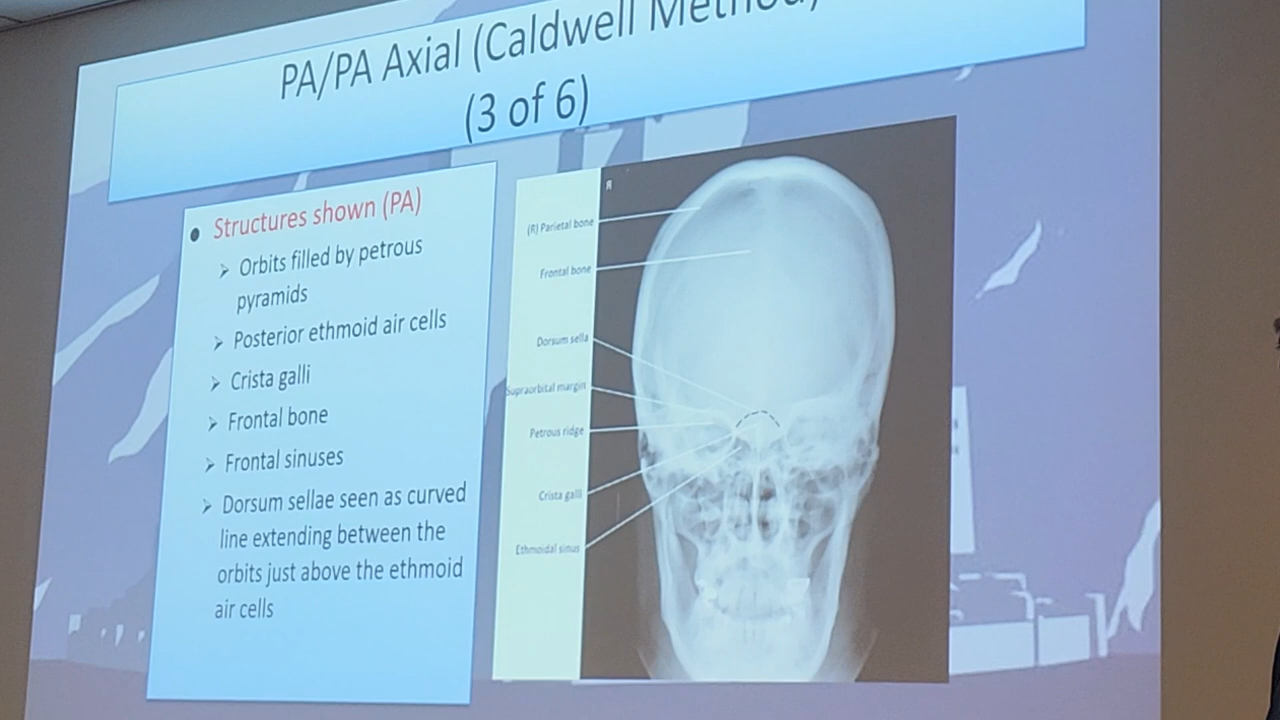 PA/PA Axial (Caldwell Method)
(3 of 6)
Structures shown (PA)
Orbits filled by petrous
pyramids
Posterior ethmoid air cells
Crista galli
Frontal bone
Frontal sinuses
Dorsum sellae seen as curved
line extending between the
orbits just above the ethmoid
air cells
R
(R) Parietal bone
Frontal bone
Dorsum sella
Supraorbital margin
Petrous ridge
Crista galli
Ethmoidal sinus